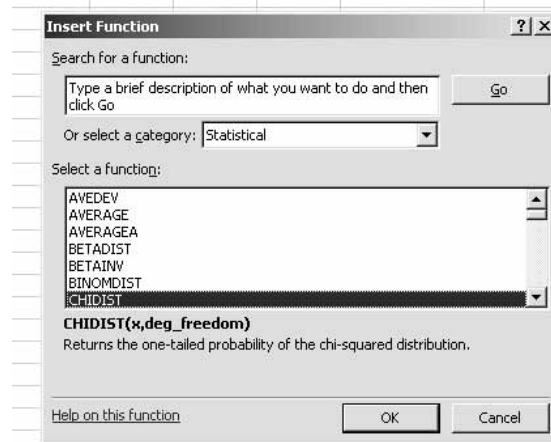 Insert Function
Search for a function:
Type a brief description of what you want to do and then
click Go
Go
Or select a category: Statistical
Select a function:
AVEDEV
AVERAGE
AVERAGEA
BETADIST
BETAINV
BINOMDIST
CHIDIST
CHIDIST(x,deg_freedom)
Returns the one-tailed probability of the chi-squared distribution.
Help on this function
OK
Cancel